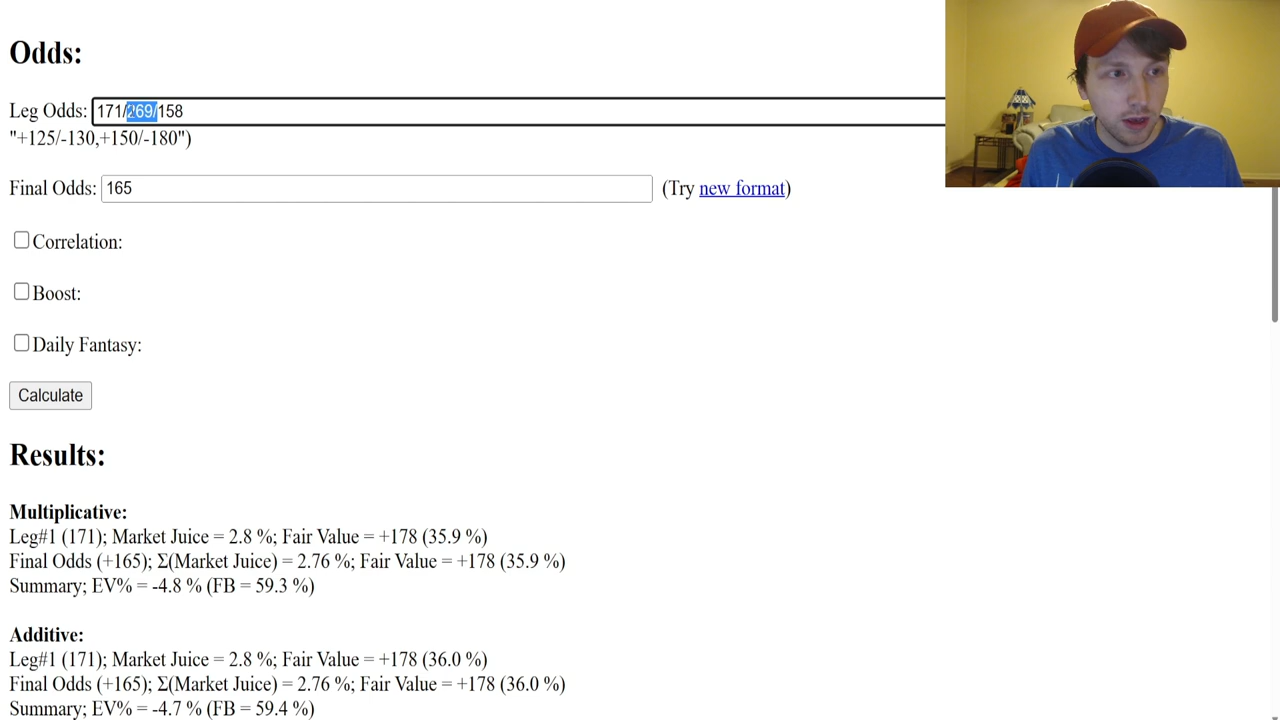 Odds:
Leg Odds: 171/269/158
"+125/-130,+150/-180")
Final Odds: 165 (Try new format)
Correlation:
Boost:
Daily Fantasy:
Calculate
Results:
Multiplicative:
Leg#1 (171); Market Juice = 2.8 %; Fair Value = +178 (35.9 %)
Final Odds (+165); Σ(Market Juice) = 2.76 %; Fair Value = +178 (35.9 %)
Summary; EV% = -4.8 % (FB = 59.3 %)
Additive:
Leg#1 (171); Market Juice = 2.8 %; Fair Value = +178 (36.0 %)
Final Odds (+165); Σ(Market Juice) = 2.76 %; Fair Value = +178 (36.0 %)
Summary; EV% = -4.7 % (FB = 59.4 %)